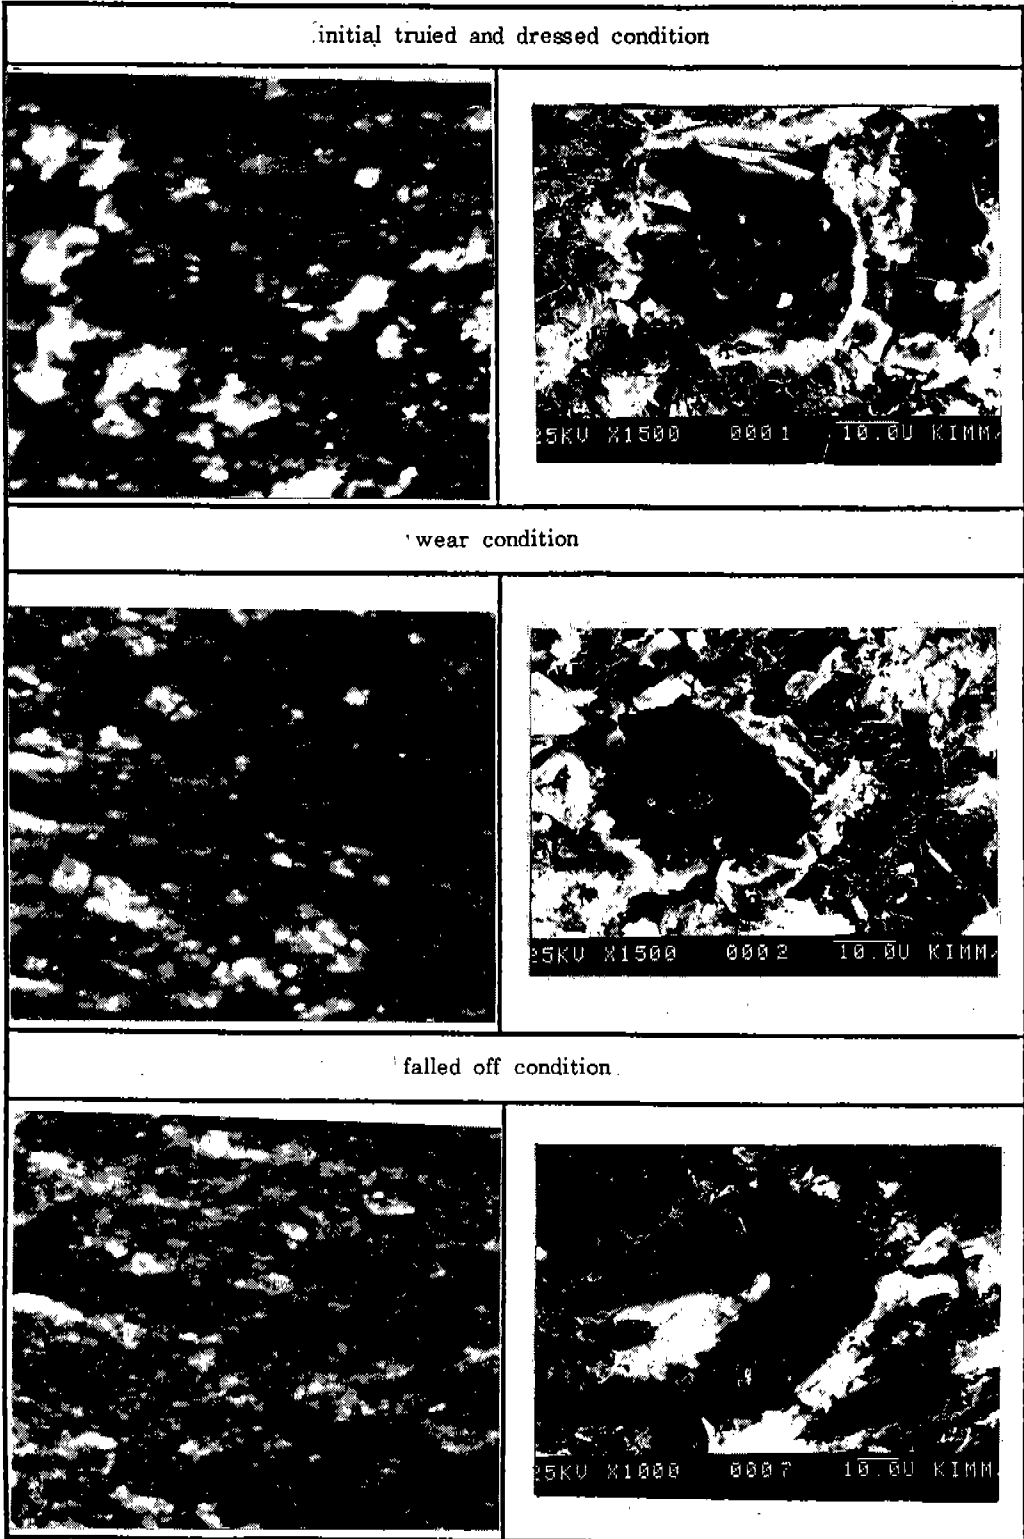 initial truied and dressed condition
25KV X1500 0001 10.0U KIMM
wear condition
25KV X1500 0002 10.0U KIMM
falled off condition
25KV X1000 0007 10.0U KIMM